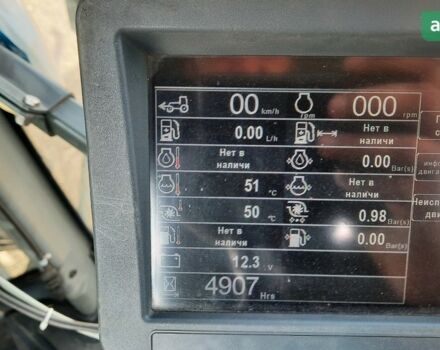 00 km/h
rpm
000 rpm
0.00 L/h
Нет в
наличи
Нет в
наличи
0.00 Bar(s)
51 °C
Нет в
наличи
50 °C
0.98 Bar(s)
Нет в
наличи
0.00 Bar(s)
12.3 V
4907 Hrs